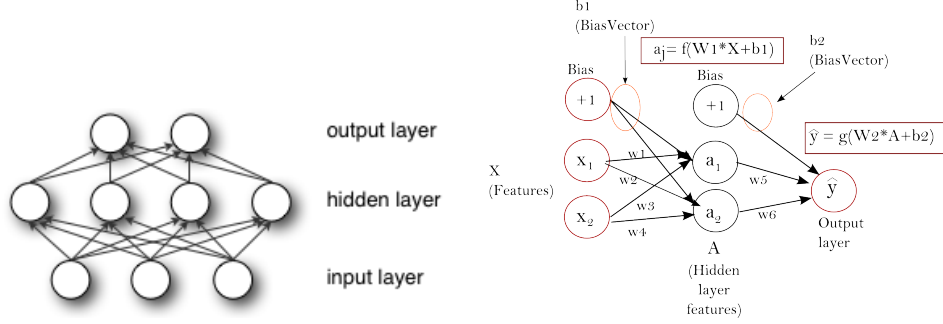 output layer
hidden layer
input layer
b1
(BiasVector)
aj= f(W1*X+b1)
b2
(BiasVector)
Bias
Bias
+1
+1
ŷ = g(W2*A+b2)
X
(Features)
x1
w1
a1
w2
w5
ŷ
x2
w3
w4
a2
w6
Output
layer
A
(Hidden
layer
features)